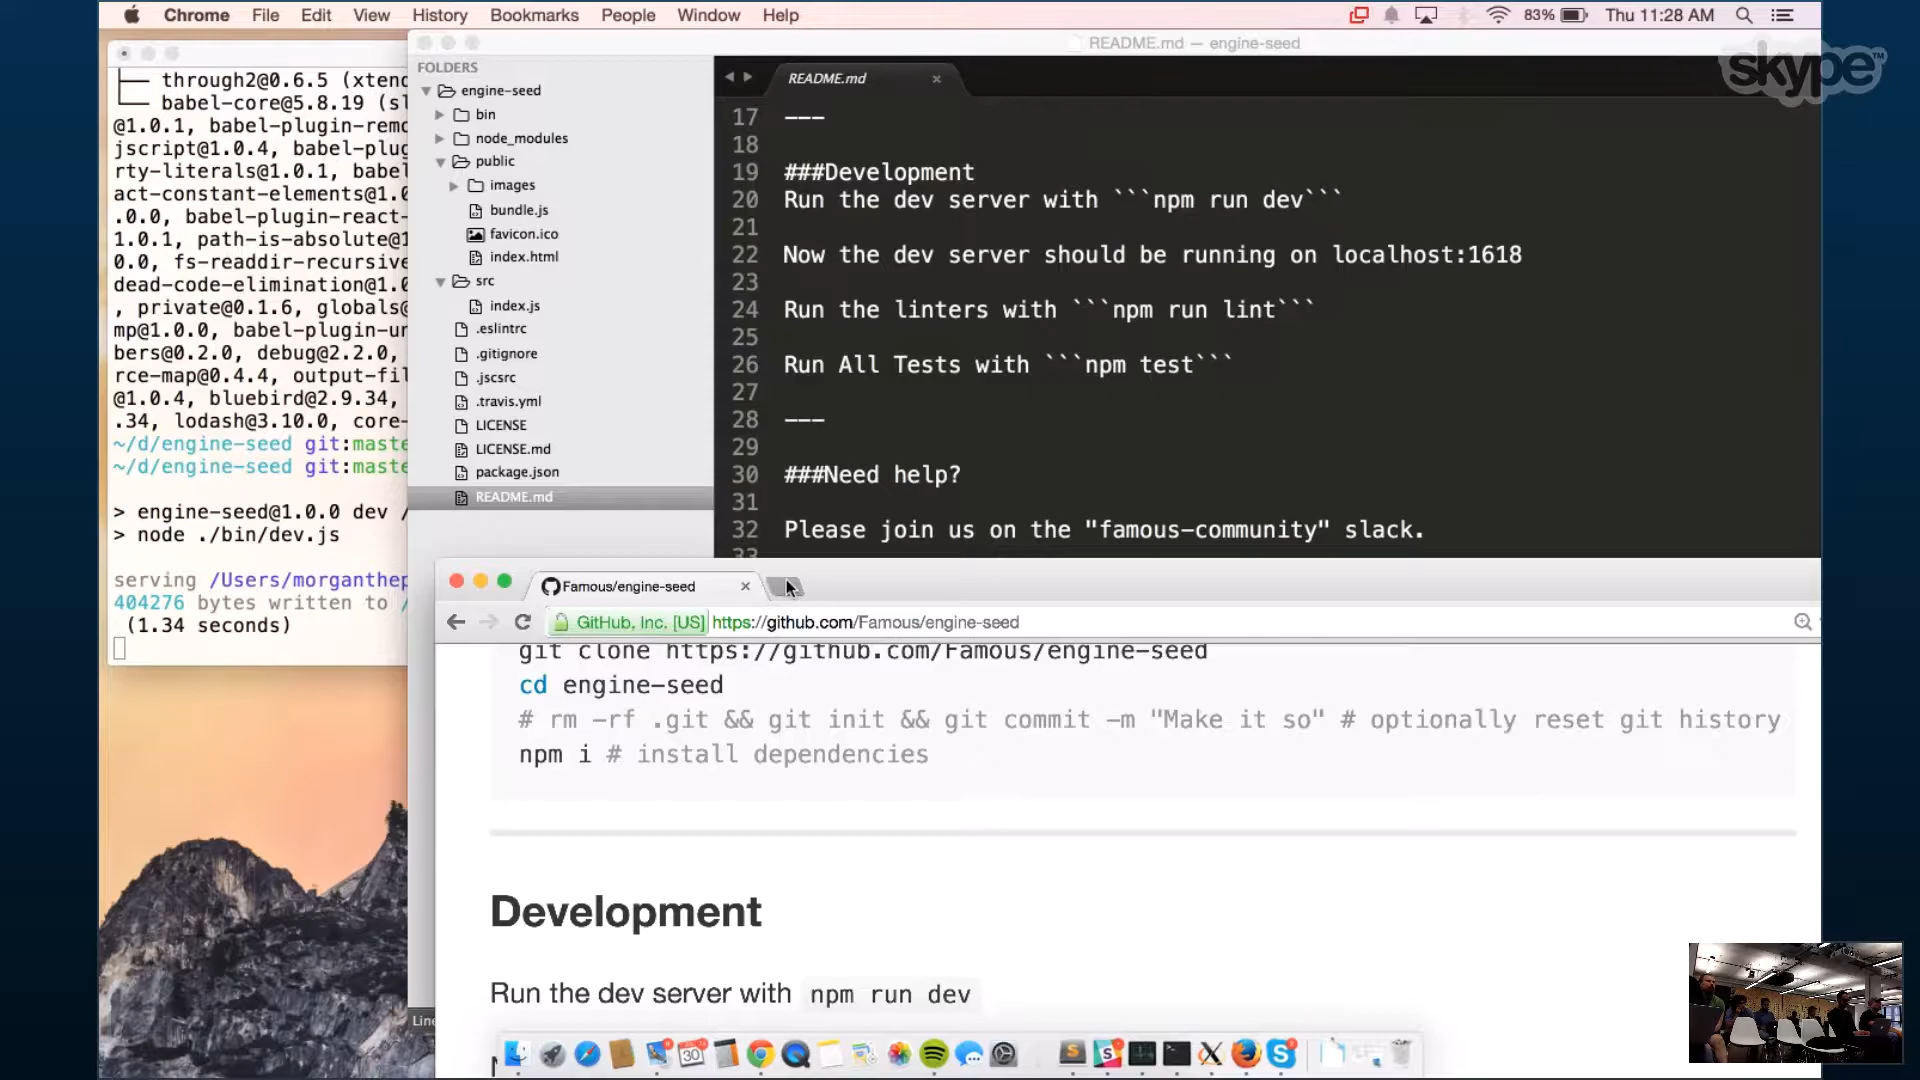 Chrome File Edit View History Bookmarks People Window Help
83% Thu 11:28 AM
skype™
├── through2@0.6.5 (xtend
└── babel-core@5.8.19 (sl
@1.0.1, babel-plugin-remo
jscript@1.0.4, babel-plug
rty-literals@1.0.1, babel
act-constant-elements@1.0
.0.0, babel-plugin-react-
1.0.1, path-is-absolute@1
0.0, fs-readdir-recursive
dead-code-elimination@1.0
, private@0.1.6, globals@
mp@1.0.0, babel-plugin-un
bers@0.2.0, debug@2.2.0,
rce-map@0.4.4, output-fil
@1.0.4, bluebird@2.9.34,
.34, lodash@3.10.0, core-
~/d/engine-seed git:maste
~/d/engine-seed git:maste
> engine-seed@1.0.0 dev /
> node ./bin/dev.js
serving /Users/morganthep
404276 bytes written to /
(1.34 seconds)
README.md — engine-seed
FOLDERS
engine-seed
bin
node_modules
public
images
bundle.js
favicon.ico
index.html
src
index.js
.eslintrc
.gitignore
.jscsrc
.travis.yml
LICENSE
LICENSE.md
package.json
README.md
README.md
17 ---
18
19 ###Development
20 Run the dev server with ```npm run dev```
21
22 Now the dev server should be running on localhost:1618
23
24 Run the linters with ```npm run lint```
25
26 Run All Tests with ```npm test```
27
28 ---
29
30 ###Need help?
31
32 Please join us on the "famous-community" slack.
33
Famous/engine-seed
GitHub, Inc. [US] https://github.com/Famous/engine-seed
git clone https://github.com/Famous/engine-seed
cd engine-seed
# rm -rf .git && git init && git commit -m "Make it so" # optionally reset git history
npm i # install dependencies
Development
Run the dev server with npm run dev
Line
30